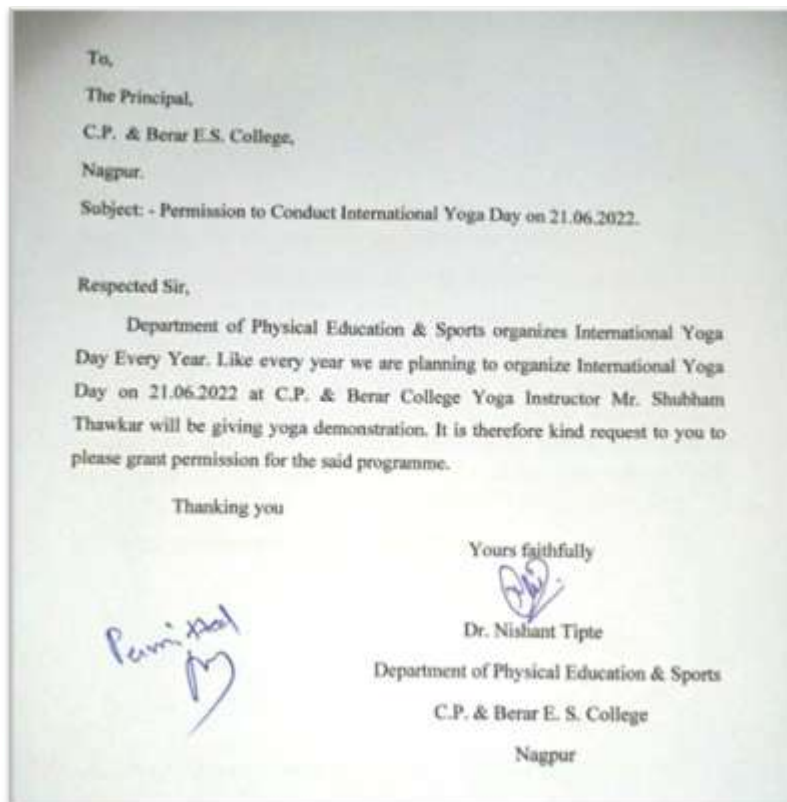 To,
The Principal,
C.P. & Berar E.S. College,
Nagpur.
Subject: - Permission to Conduct International Yoga Day on 21.06.2022.
Respected Sir,
Department of Physical Education & Sports organizes International Yoga
Day Every Year. Like every year we are planning to organize International Yoga
Day on 21.06.2022 at C.P. & Berar College Yoga Instructor Mr. Shubham
Thawkar will be giving yoga demonstration. It is therefore kind request to you to
please grant permission for the said programme.
Thanking you
Yours faithfully
Dr. Nishant Tipte
Department of Physical Education & Sports
C.P. & Berar E. S. College
Nagpur
Permitted